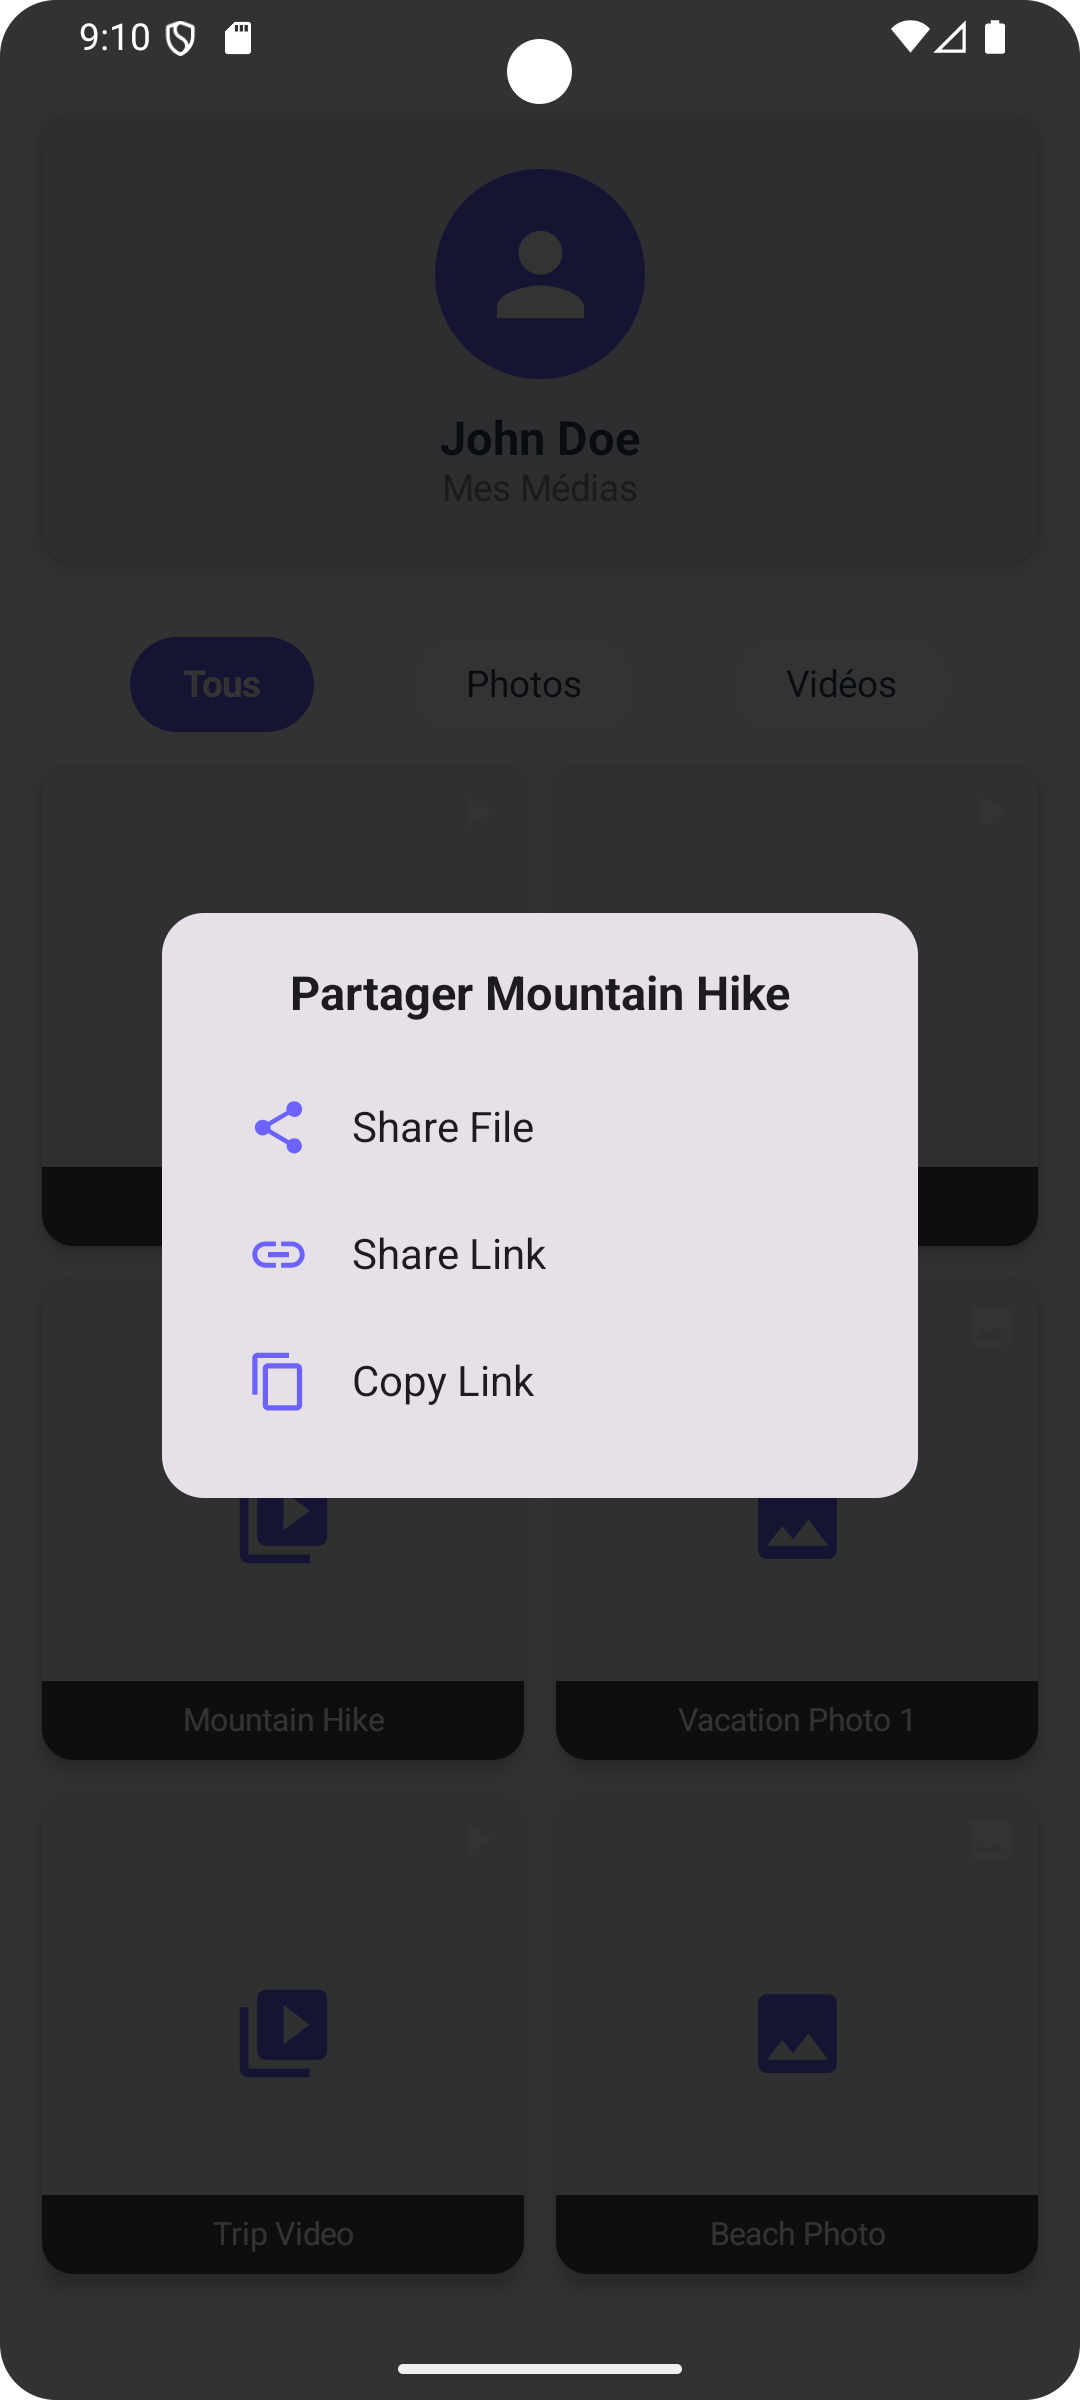 9:10
John Doe
Mes Médias
Tous
Photos
Vidéos
Partager Mountain Hike
Share File
Share Link
Copy Link
Mountain Hike
Vacation Photo 1
Trip Video
Beach Photo